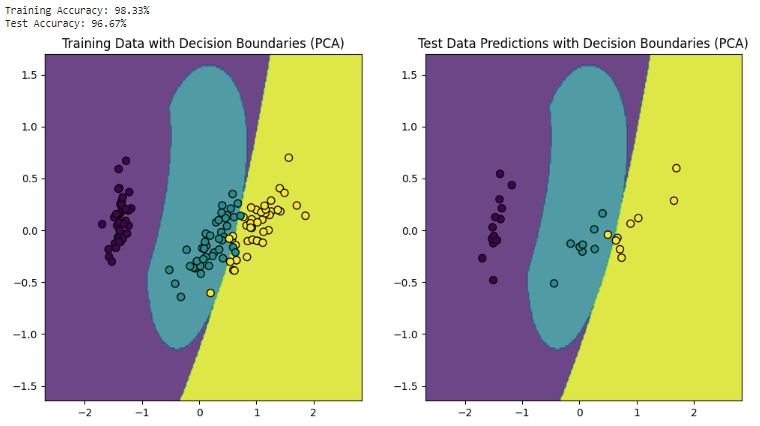 Training Accuracy: 98.33%
Test Accuracy: 96.67%
Training Data with Decision Boundaries (PCA)
1.5
1.0
0.5
0.0
−0.5
−1.0
−1.5
−2 −1 0 1 2
Test Data Predictions with Decision Boundaries (PCA)
1.5
1.0
0.5
0.0
−0.5
−1.0
−1.5
−2 −1 0 1 2